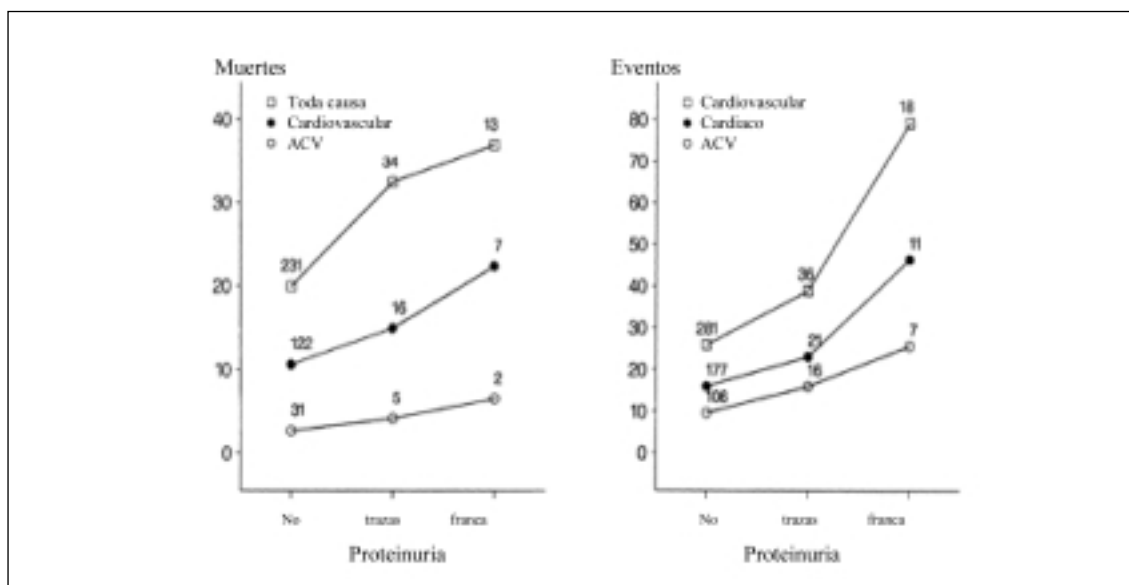 Muertes
Toda causa
Cardiovascular
ACV
40
30
20
10
0
231
34
13
122
16
7
31
5
2
No
trazas
franca
Proteinuria
Eventos
Cardiovascular
Cardiaco
ACV
80
70
60
50
40
30
20
10
0
281
36
18
177
21
11
106
16
7
No
trazas
franca
Proteinuria